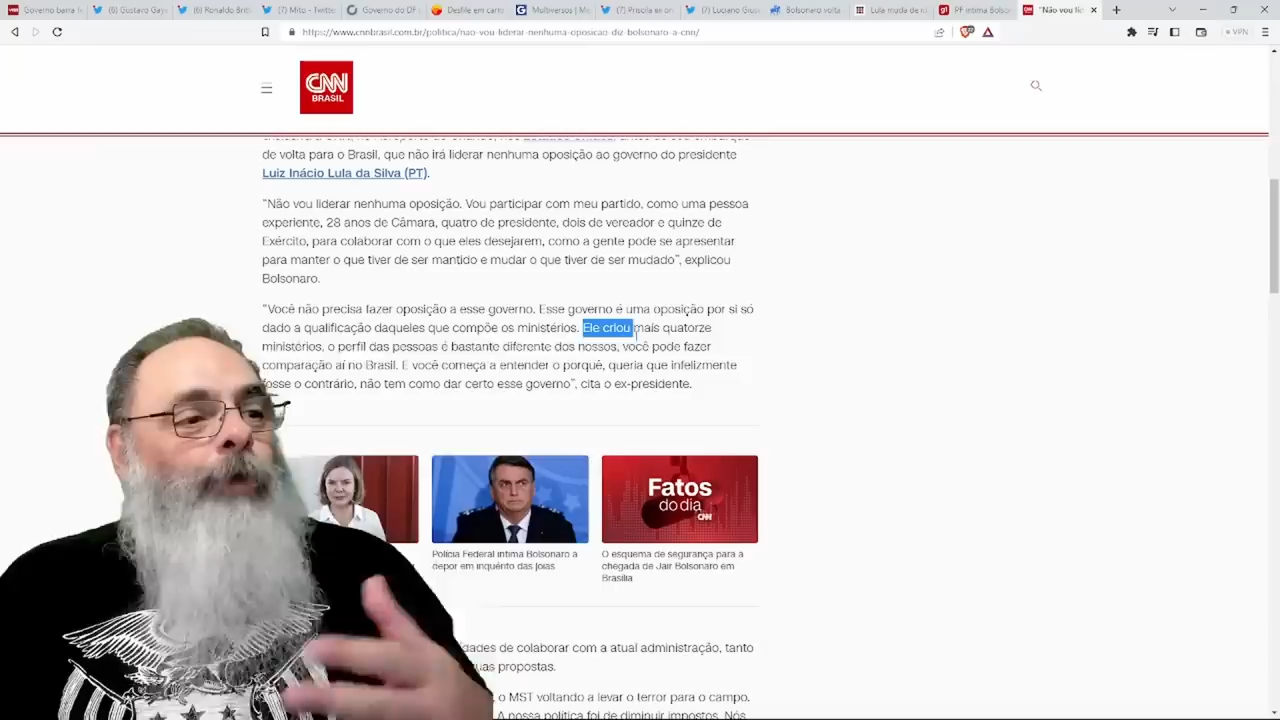 Governo barra f
(6) Gustavo Gay
(6) Ronaldo Brit
Mito - Twitter
Governo do DF
Desfile em carr
Multiversos | M
(7) Priscila on
(7) Luciano Giu
Bolsonaro volta
Lula muda de id
PF intima Bolso
"Não vou lid
https://www.cnnbrasil.com.br/politica/nao-vou-liderar-nenhuma-oposicao-diz-bolsonaro-a-cnn/
VPN
CNN
BRASIL
de volta para o Brasil, que não irá liderar nenhuma oposição ao governo do presidente
Luiz Inácio Lula da Silva (PT).
"Não vou liderar nenhuma oposição. Vou participar com meu partido, como uma pessoa
experiente, 28 anos de Câmara, quatro de presidente, dois de vereador e quinze de
Exército, para colaborar com o que eles desejarem, como a gente pode se apresentar
para manter o que tiver de ser mantido e mudar o que tiver de ser mudado", explicou
Bolsonaro.
"Você não precisa fazer oposição a esse governo. Esse governo é uma oposição por si só
dado a qualificação daqueles que compõe os ministérios. Ele criou mais quatorze
ministérios, o perfil das pessoas é bastante diferente dos nossos, você pode fazer
comparação aí no Brasil. E você começa a entender o porquê, queria que infelizmente
fosse o contrário, não tem como dar certo esse governo", cita o ex-presidente.
Fatos
do dia
CNN
Polícia Federal intima Bolsonaro a
depor em inquérito das joias
O esquema de segurança para a
chegada de Jair Bolsonaro em
Brasília
dades de colaborar com a atual administração, tanto
uas propostas.
, o MST voltando a levar o terror para o campo.
A nossa política foi de diminuir impostos. Nós